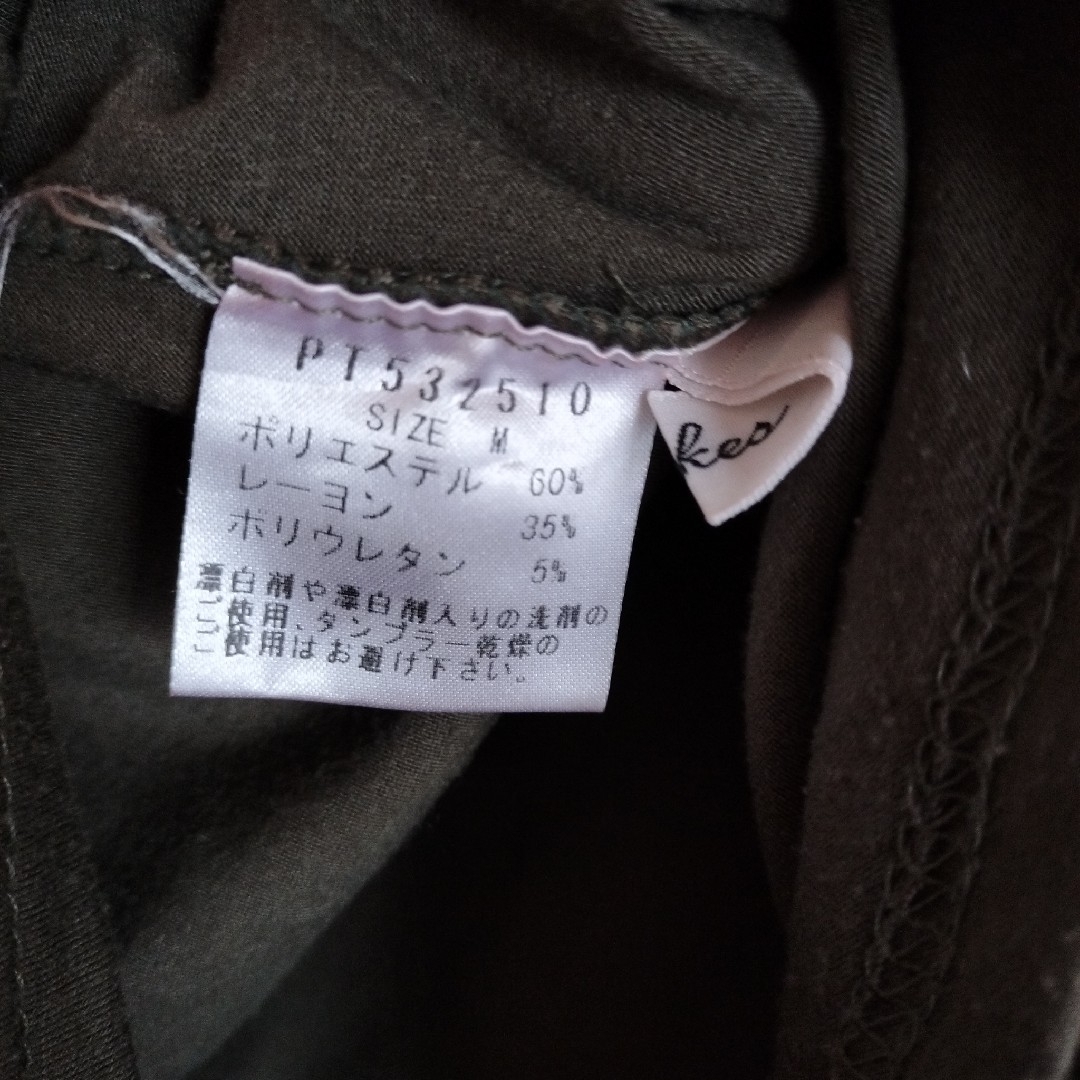 PT532510
SIZE M
ポリエステル 60%
レーヨン 35%
ポリウレタン 5%
漂白剤や漂白剤入りの洗剤の
ご使用、タンブラー乾燥の
ご使用はお避け下さい。
kes